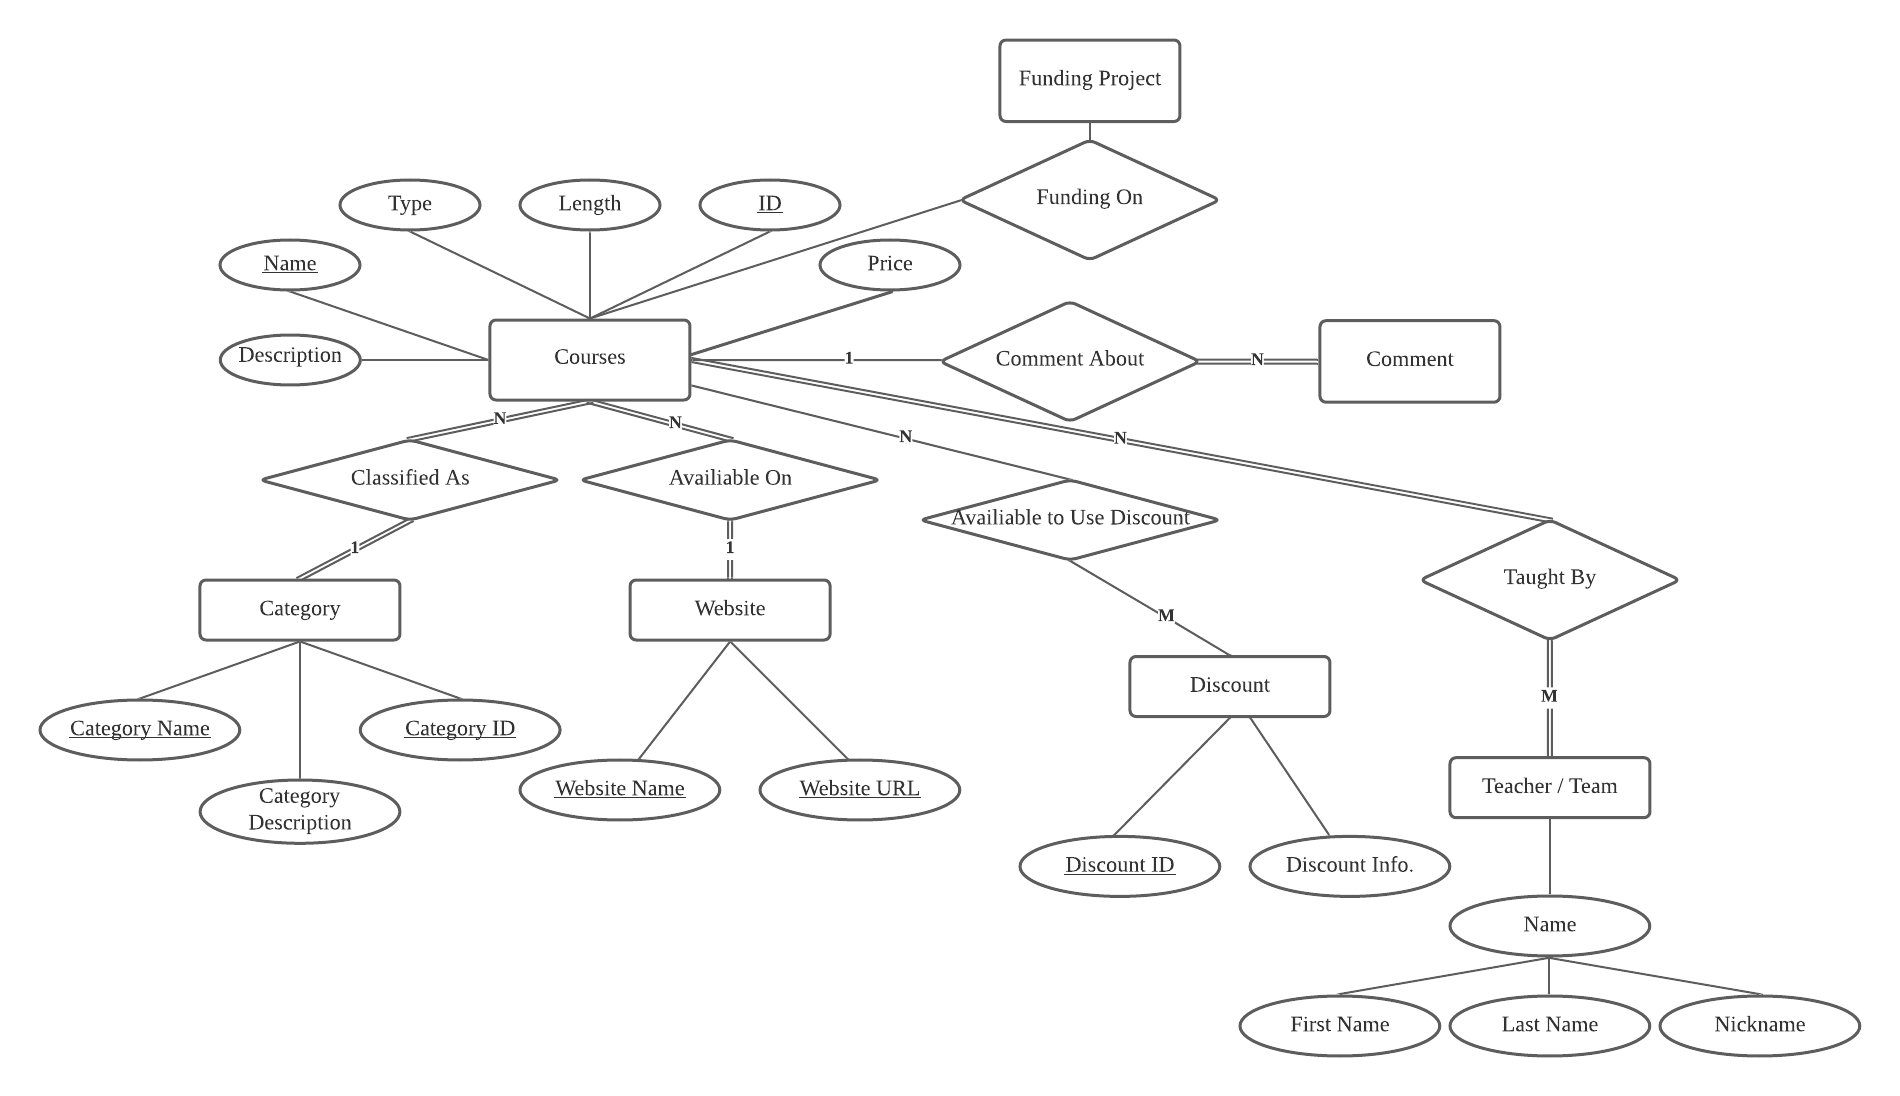 Funding Project
Funding On
Type
Length
ID
Name
Price
Description
Courses
1
Comment About
N
Comment
N
N
N
N
Classified As
Availiable On
Availiable to Use Discount
1
1
Taught By
Category
Website
M
Discount
M
Category Name
Category ID
Website Name
Website URL
Teacher / Team
Category
Description
Discount ID
Discount Info.
Name
First Name
Last Name
Nickname